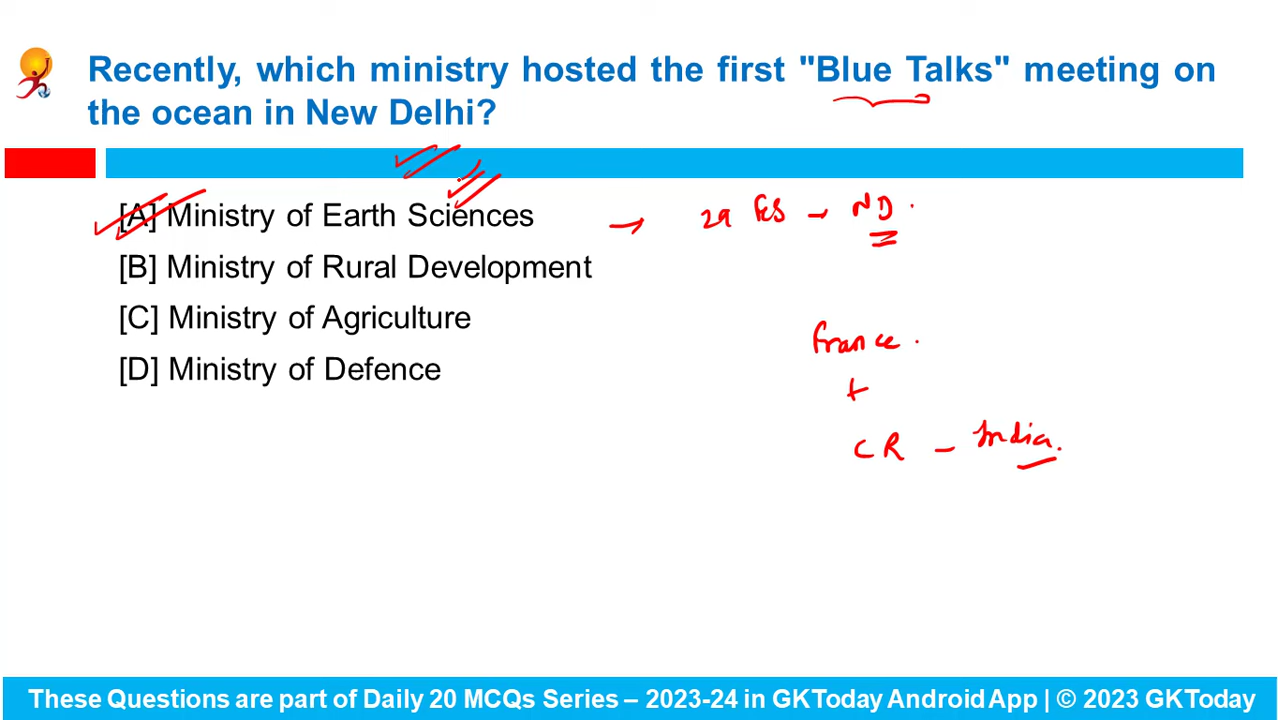 Recently, which ministry hosted the first "Blue Talks" meeting on
the ocean in New Delhi?
[A] Ministry of Earth Sciences
29 Feb – ND.
[B] Ministry of Rural Development
[C] Ministry of Agriculture
France.
+
[D] Ministry of Defence
CR – India.
These Questions are part of Daily 20 MCQs Series – 2023-24 in GKToday Android App | © 2023 GKToday